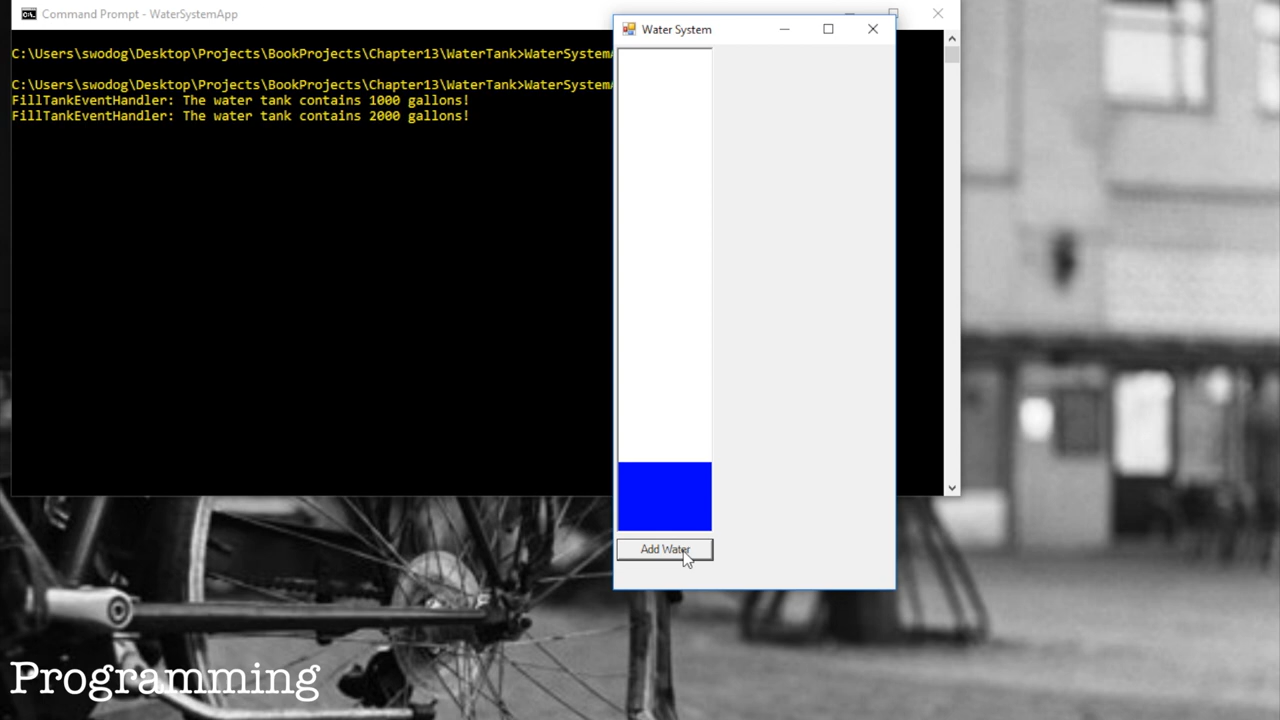 Command Prompt - WaterSystemApp
Water System
C:\Users\swodog\Desktop\Projects\BookProjects\Chapter13\WaterTank>WaterSystem
C:\Users\swodog\Desktop\Projects\BookProjects\Chapter13\WaterTank>WaterSystem
FillTankEventHandler: The water tank contains 1000 gallons!
FillTankEventHandler: The water tank contains 2000 gallons!
Add Water
Programming